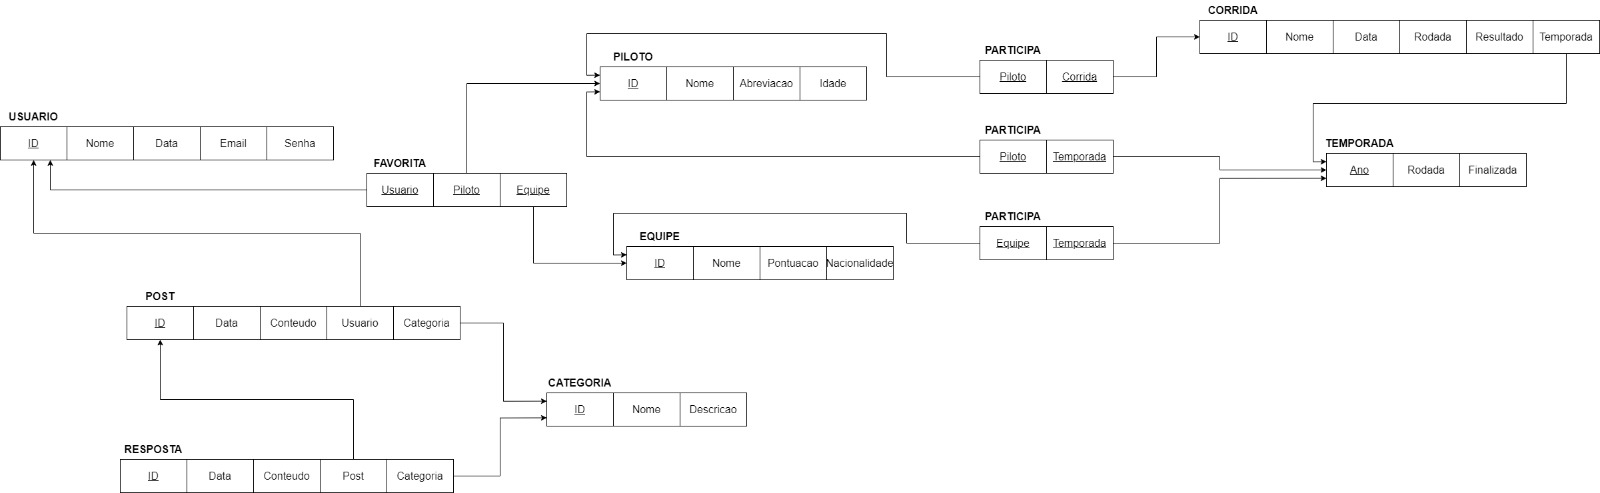 CORRIDA
ID Nome Data Rodada Resultado Temporada
PILOTO
ID Nome Abreviacao Idade
PARTICIPA
Piloto Corrida
USUARIO
ID Nome Data Email Senha
PARTICIPA
Piloto Temporada
TEMPORADA
Ano Rodada Finalizada
FAVORITA
Usuario Piloto Equipe
PARTICIPA
Equipe Temporada
EQUIPE
ID Nome Pontuacao Nacionalidade
POST
ID Data Conteudo Usuario Categoria
CATEGORIA
ID Nome Descricao
RESPOSTA
ID Data Conteudo Post Categoria